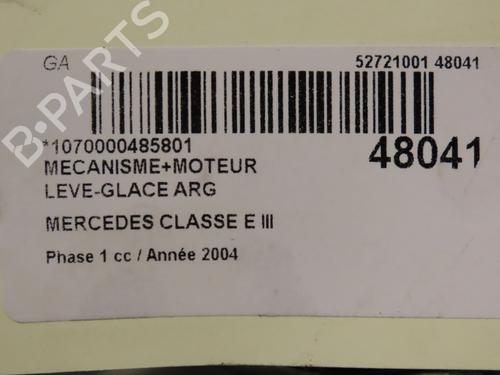 GA
52721001 48041
*1070000485801
48041
MECANISME+MOTEUR
LEVE-GLACE ARG
MERCEDES CLASSE E III
Phase 1 cc / Année 2004
B-PARTS